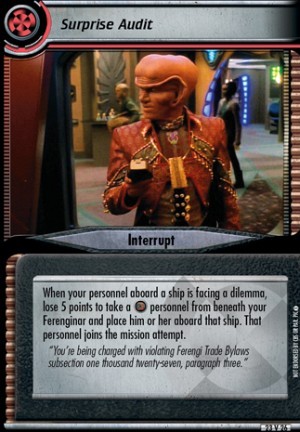 Surprise Audit
Interrupt
When your personnel aboard a ship is facing a dilemma,
lose 5 points to take a personnel from beneath your
Ferenginar and place him or her aboard that ship. That
personnel joins the mission attempt.
"You're being charged with violating Ferengi Trade Bylaws
subsection one thousand twenty-seven, paragraph three."
23 V 26